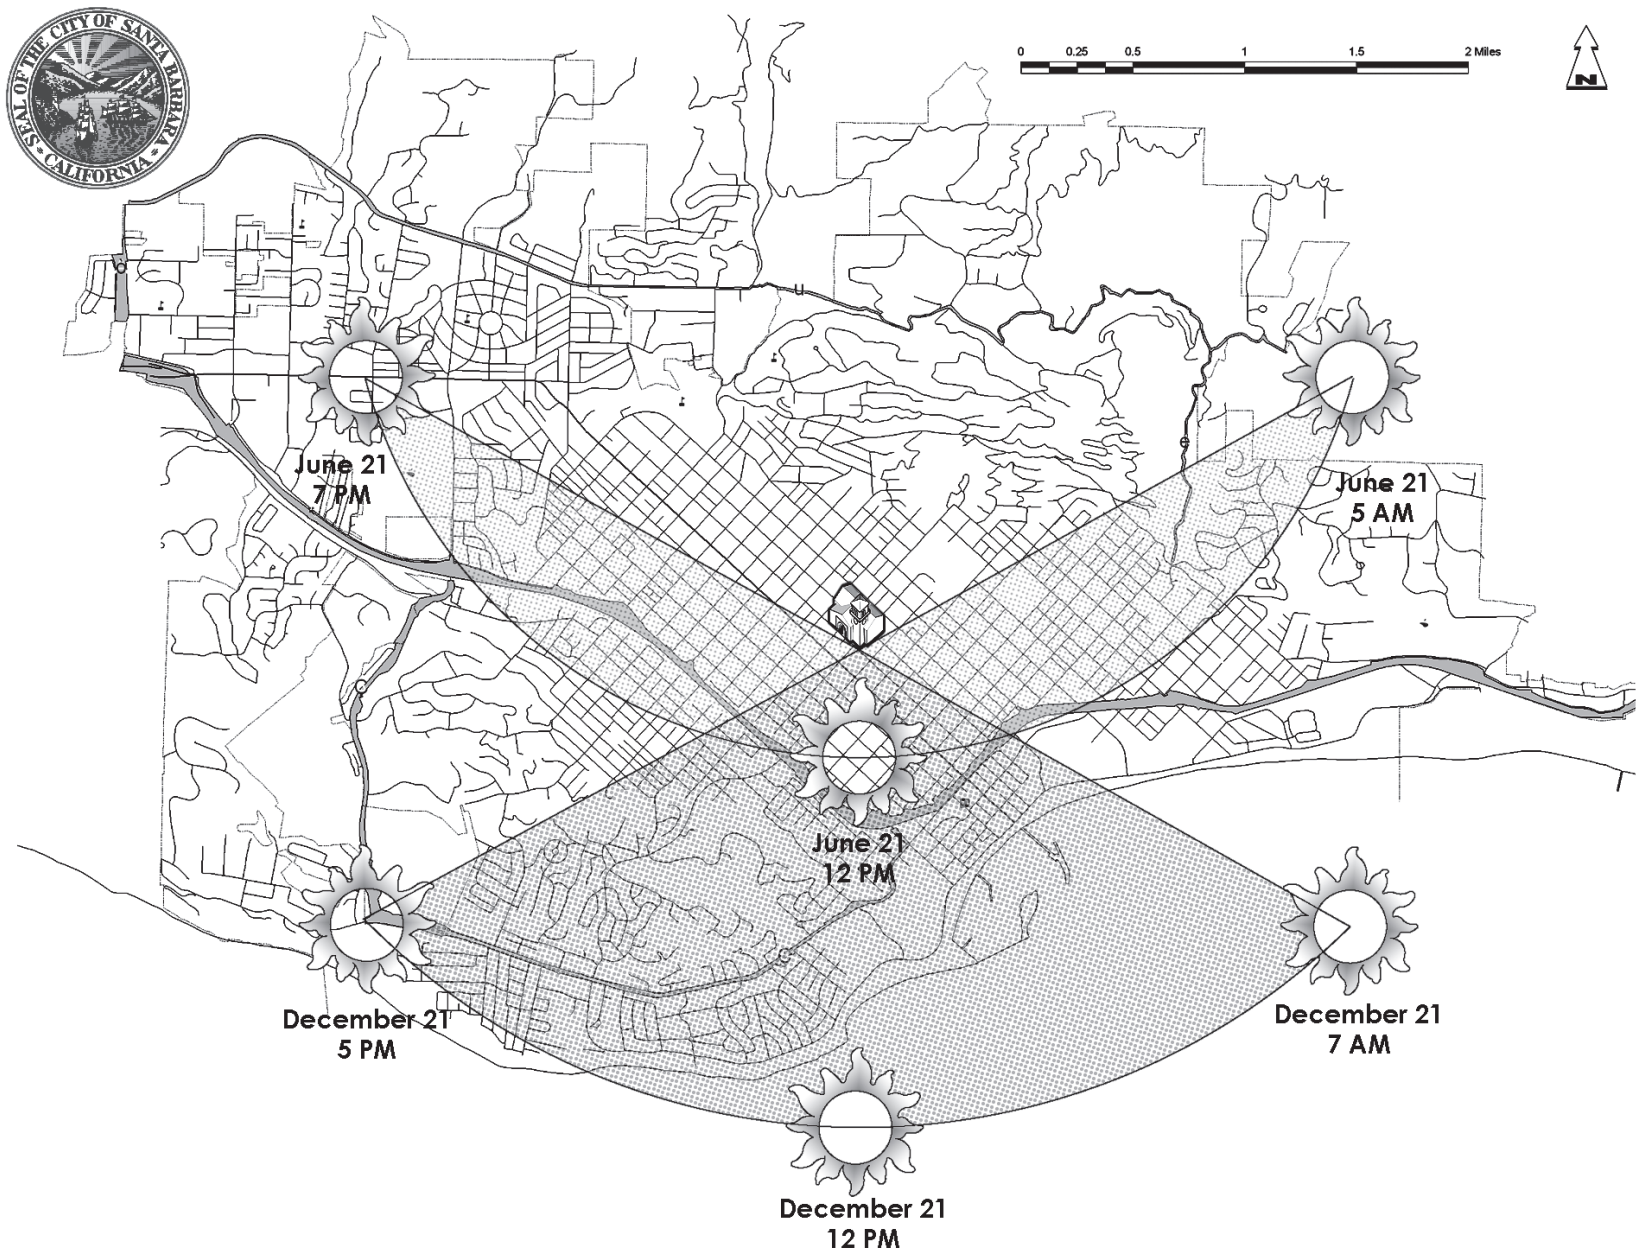 SEAL OF THE CITY OF SANTA BARBARA
CALIFORNIA
0 0.25 0.5 1 1.5 2 Miles
N
June 21
7 PM
June 21
5 AM
June 21
12 PM
December 21
5 PM
December 21
7 AM
December 21
12 PM